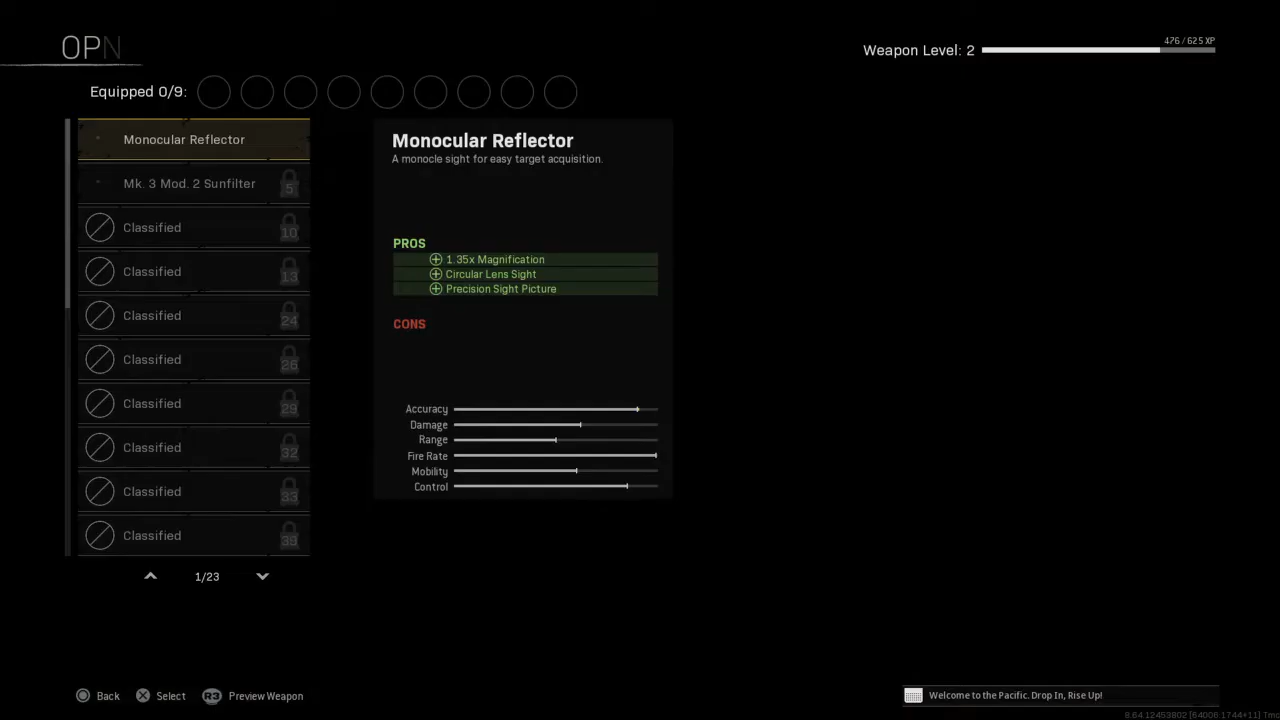 OPN
Weapon Level: 2
476 / 625 XP
Equipped 0/9:
Monocular Reflector
Mk. 3 Mod. 2 Sunfilter
5
Classified
10
Classified
13
Classified
24
Classified
26
Classified
29
Classified
32
Classified
33
Classified
39
1/23
Monocular Reflector
A monocle sight for easy target acquisition.
PROS
1.35x Magnification
Circular Lens Sight
Precision Sight Picture
CONS
Accuracy
Damage
Range
Fire Rate
Mobility
Control
Back
Select
R3
Preview Weapon
Welcome to the Pacific. Drop In, Rise Up!